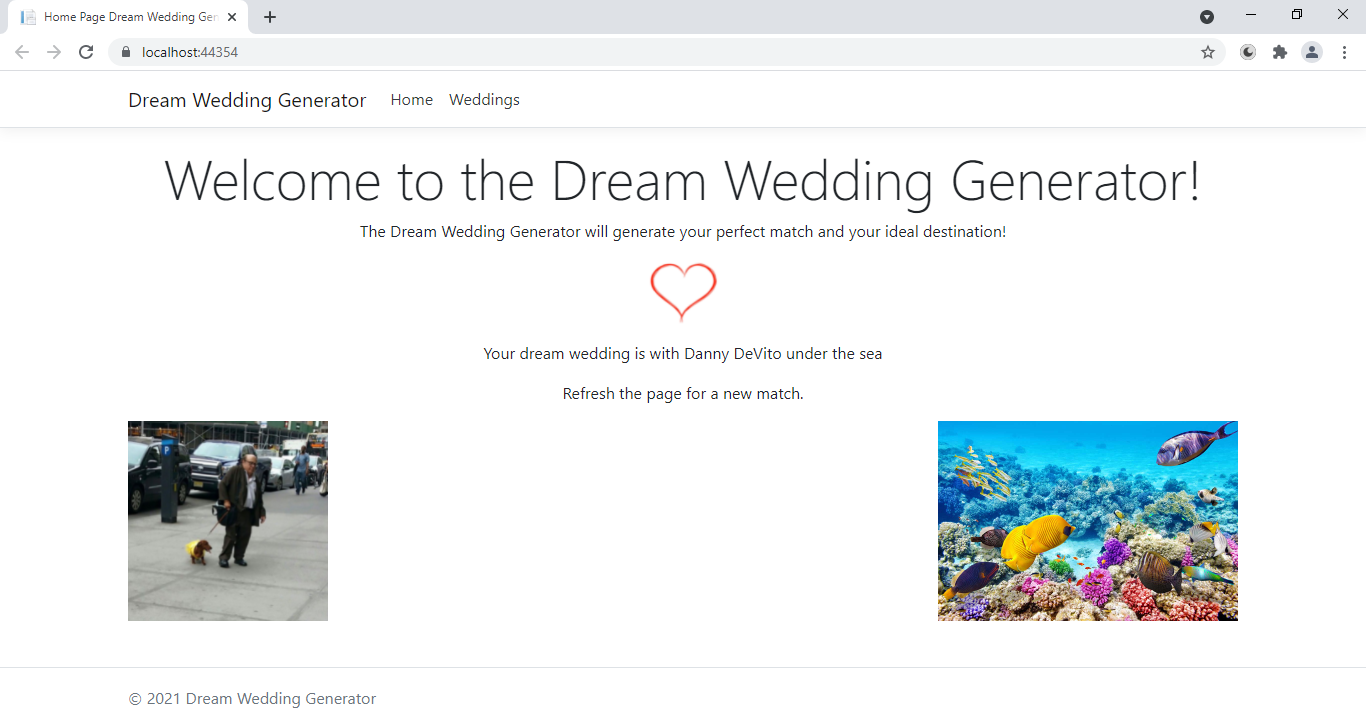 Home Page Dream Wedding Gen
localhost:44354
Dream Wedding Generator Home Weddings
Welcome to the Dream Wedding Generator!
The Dream Wedding Generator will generate your perfect match and your ideal destination!
Your dream wedding is with Danny DeVito under the sea
Refresh the page for a new match.
P
© 2021 Dream Wedding Generator